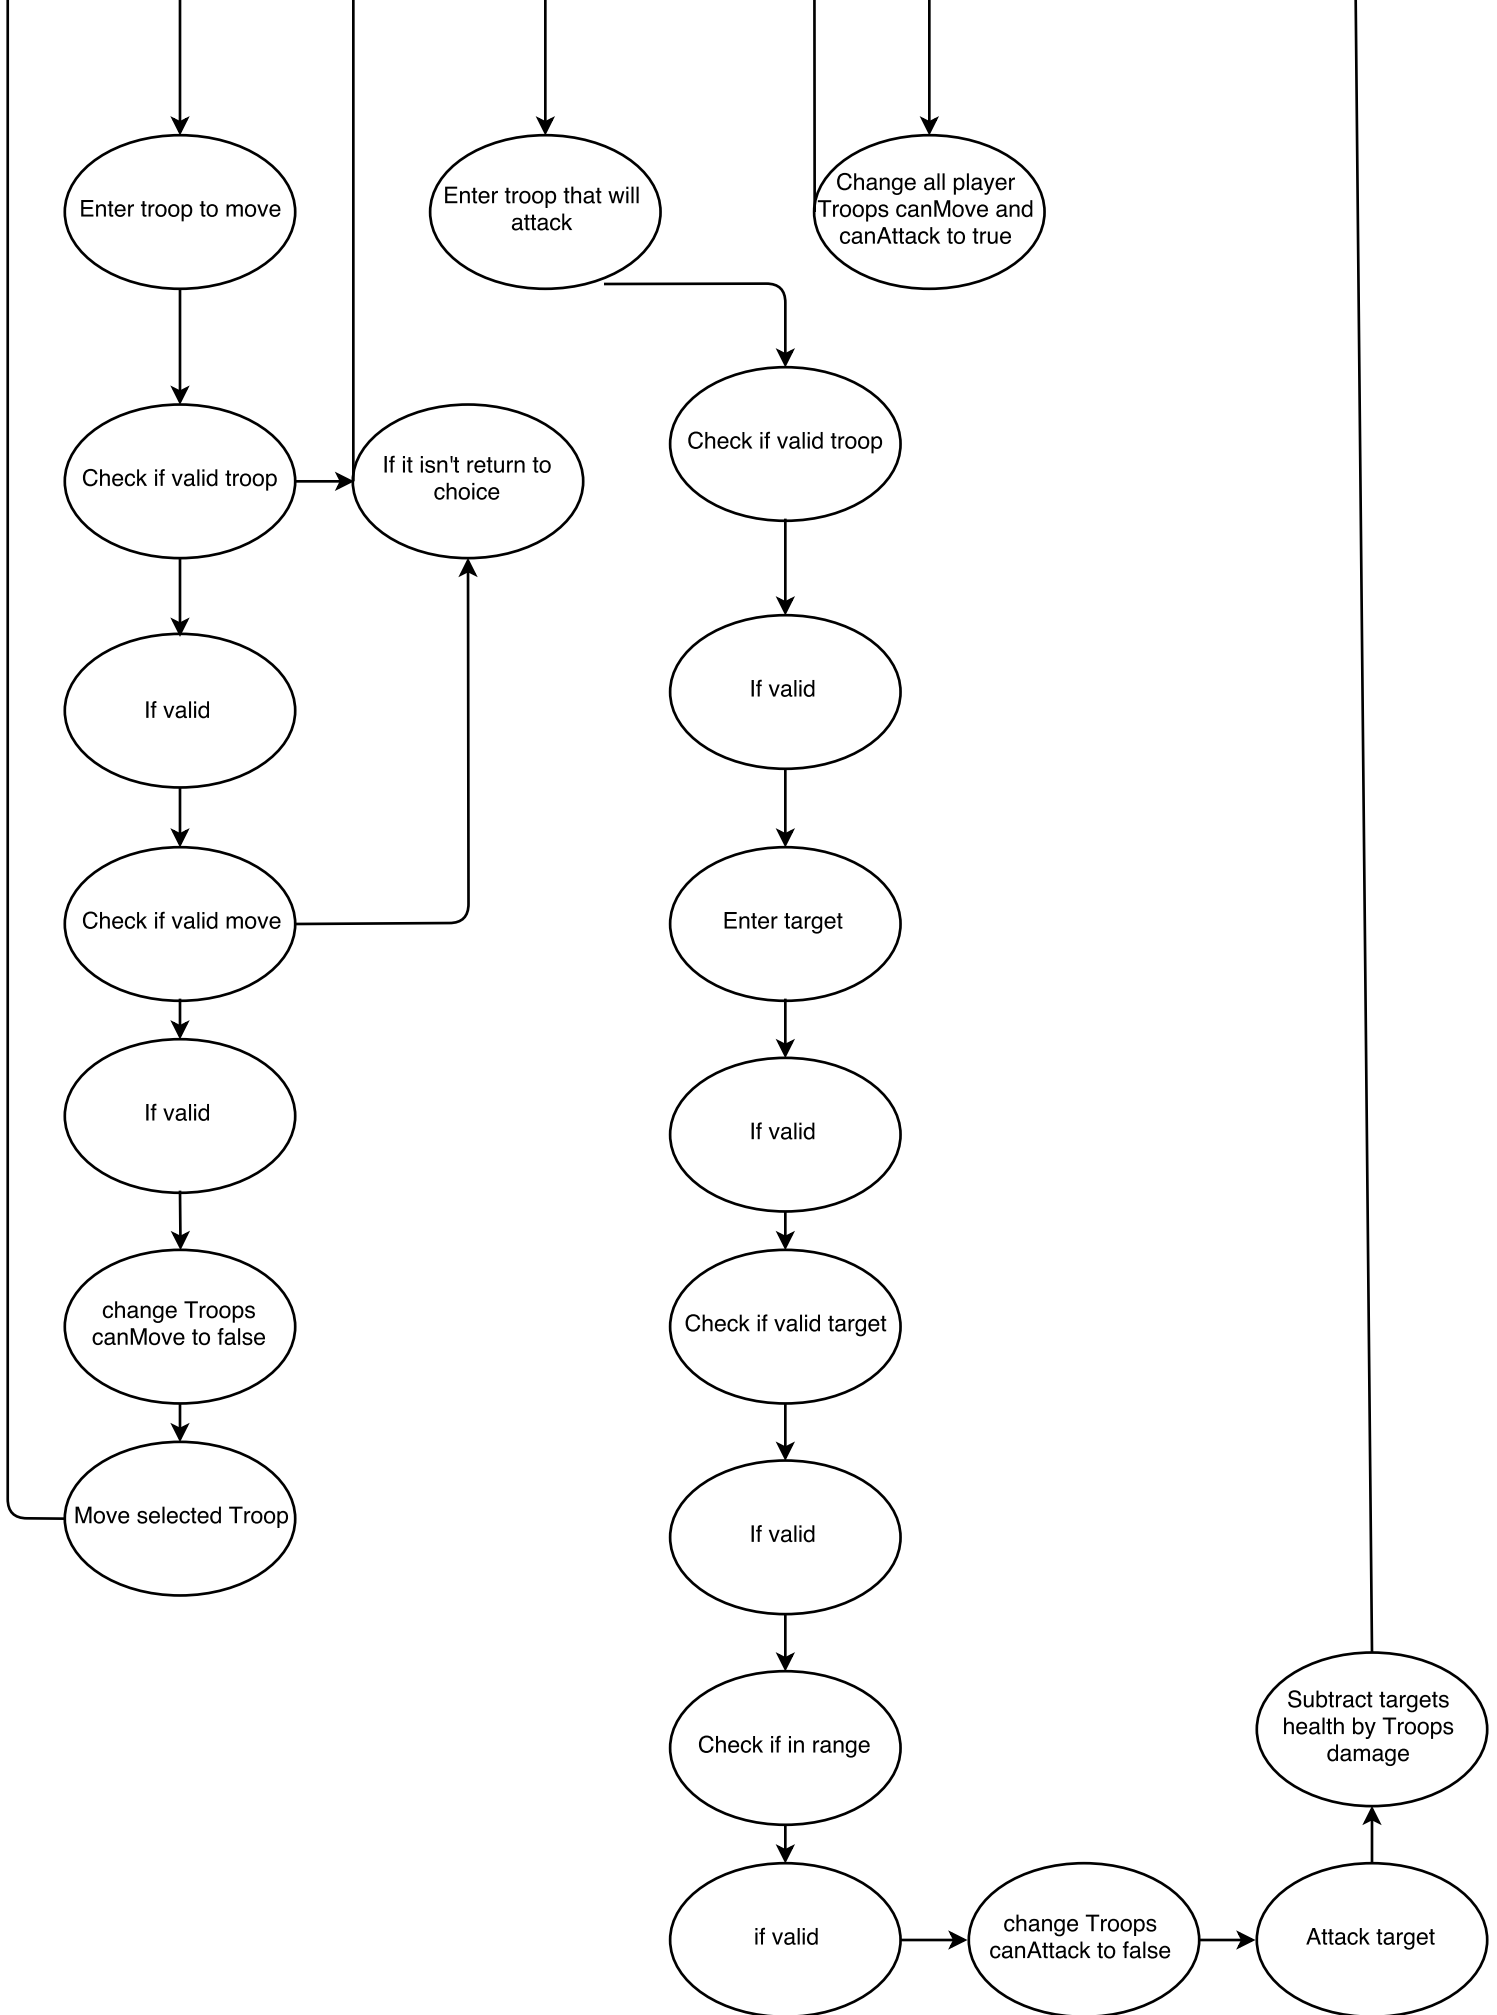 Enter troop to move
Enter troop that will
attack
Change all player
Troops canMove and
canAttack to true
Check if valid troop
If it isn't return to
choice
Check if valid troop
If valid
If valid
Check if valid move
Enter target
If valid
If valid
change Troops
canMove to false
Check if valid target
Move selected Troop
If valid
Check if in range
Subtract targets
health by Troops
damage
if valid
change Troops
canAttack to false
Attack target